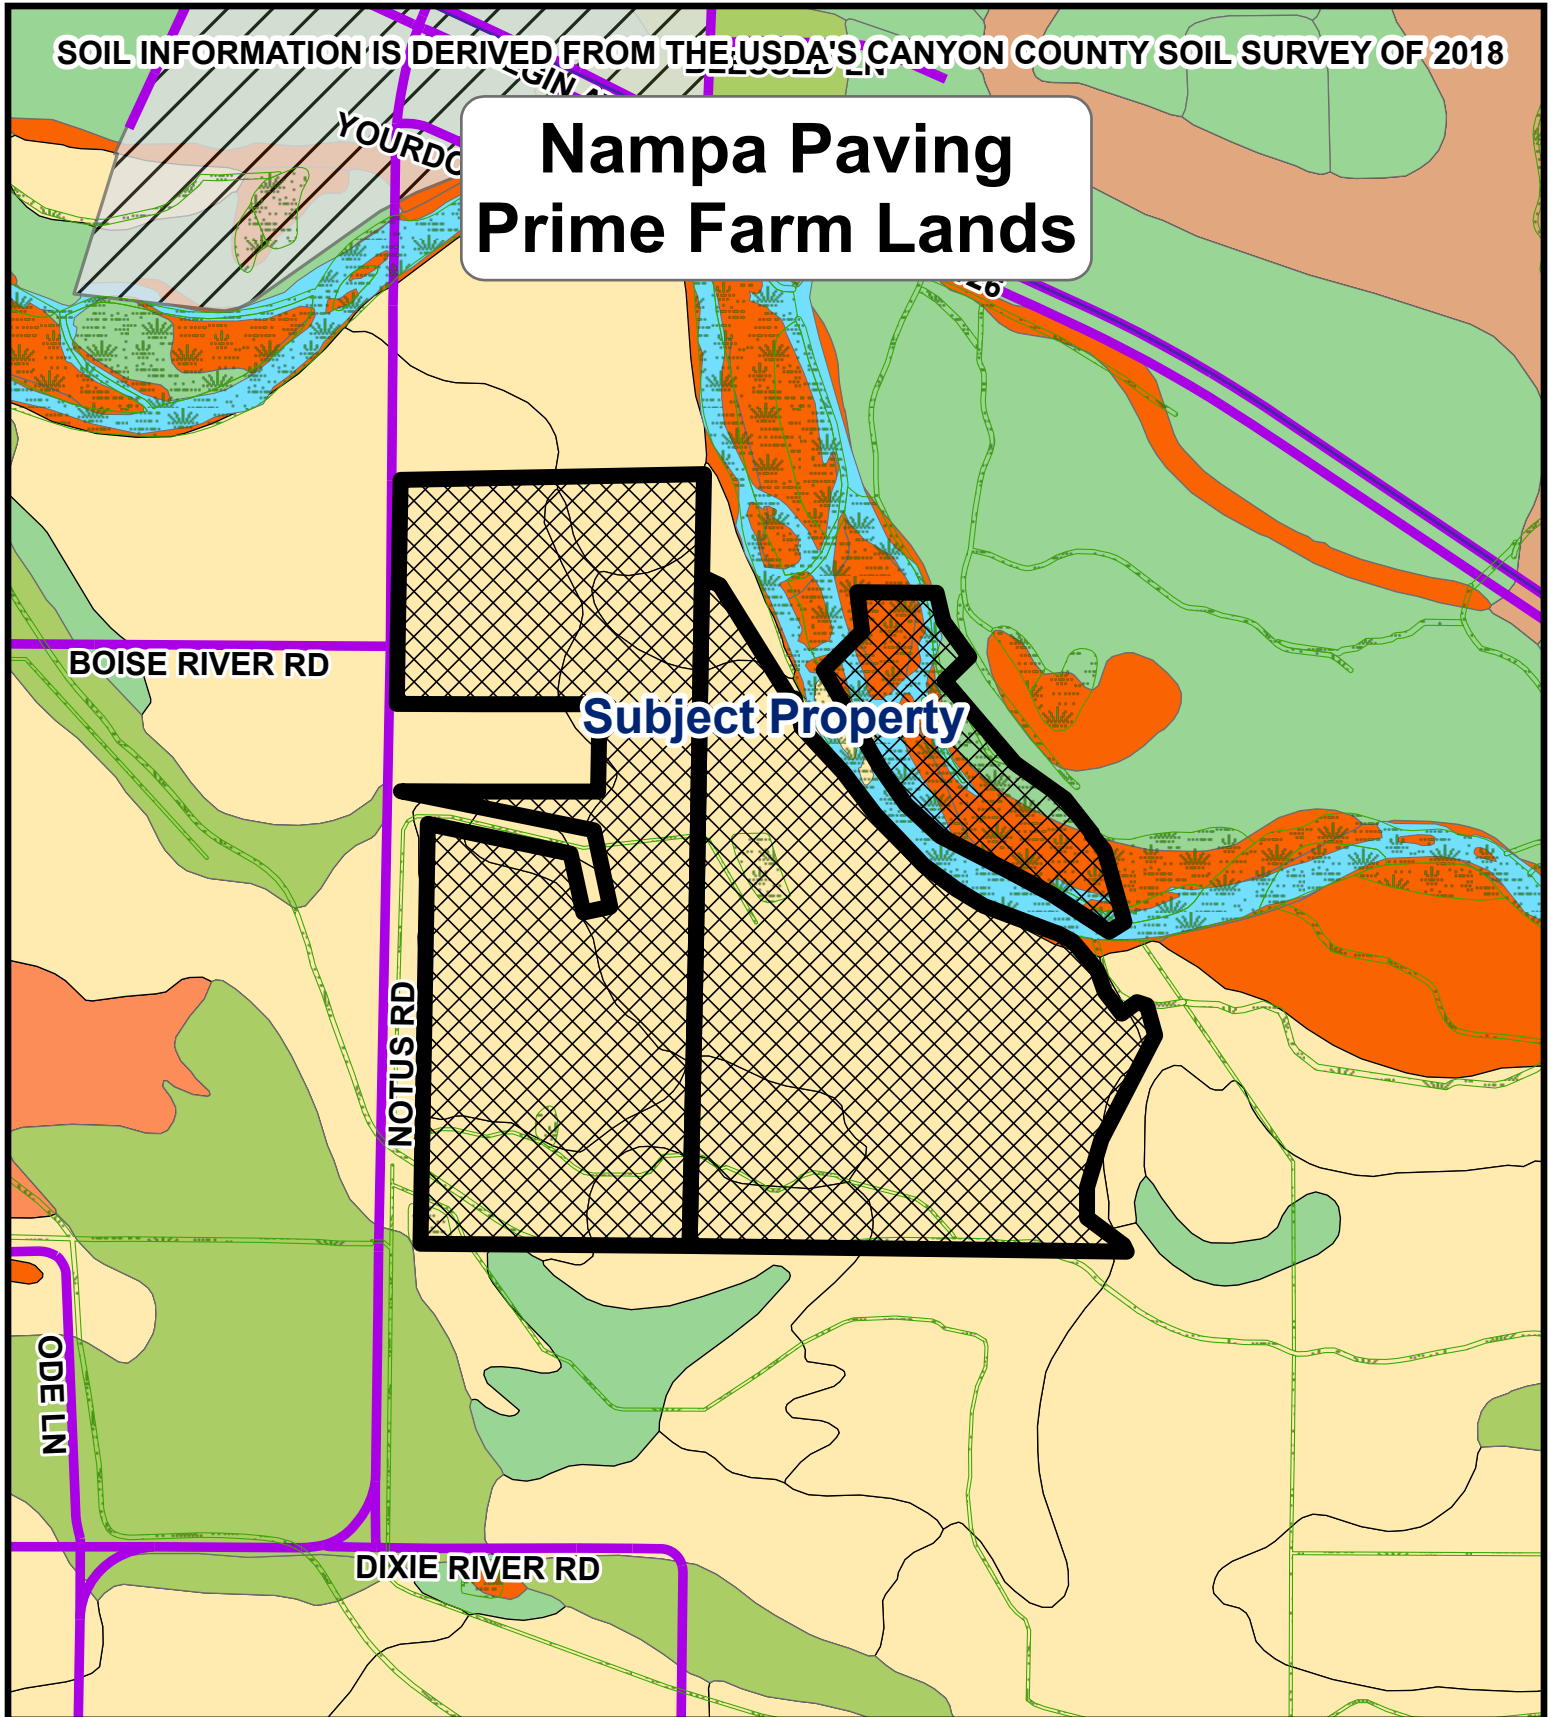 SOIL INFORMATION IS DERIVED FROM THE USDA'S CANYON COUNTY SOIL SURVEY OF 2018
Nampa Paving
Prime Farm Lands
26
BOISE RIVER RD
Subject Property
NOTUS RD
ODE LN
DIXIE RIVER RD